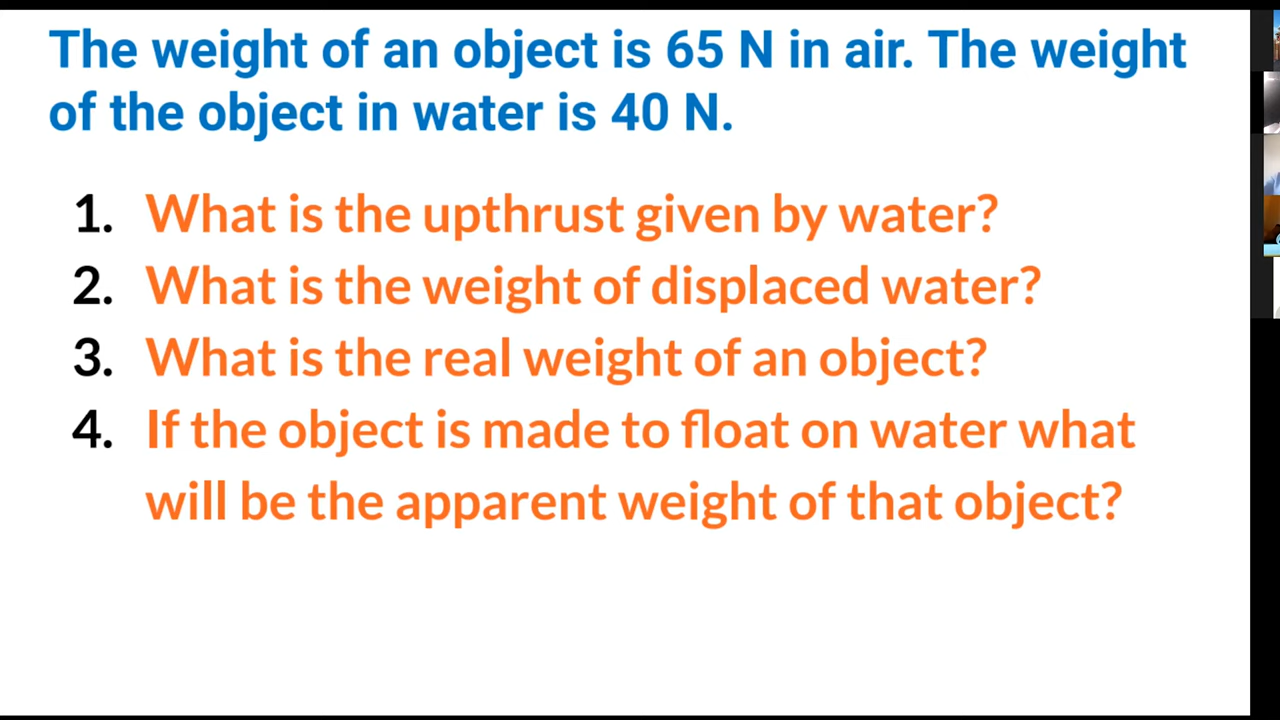 The weight of an object is 65 N in air. The weight
of the object in water is 40 N.
1. What is the upthrust given by water?
2. What is the weight of displaced water?
3. What is the real weight of an object?
4. If the object is made to float on water what
will be the apparent weight of that object?